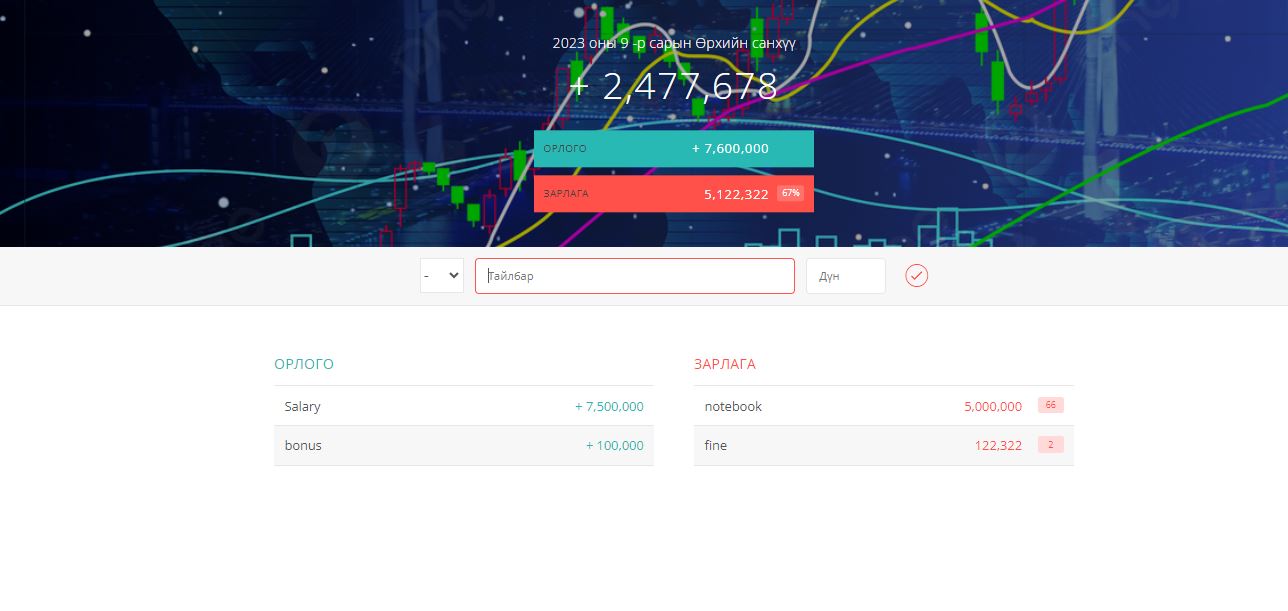 2023 оны 9 -р сарын Өрхийн санхүү
+ 2,477,678
ОРЛОГО + 7,600,000
ЗАРЛАГА 5,122,322 67%
- Тайлбар Дүн
ОРЛОГО
Salary + 7,500,000
bonus + 100,000
ЗАРЛАГА
notebook 5,000,000 66
fine 122,322 2